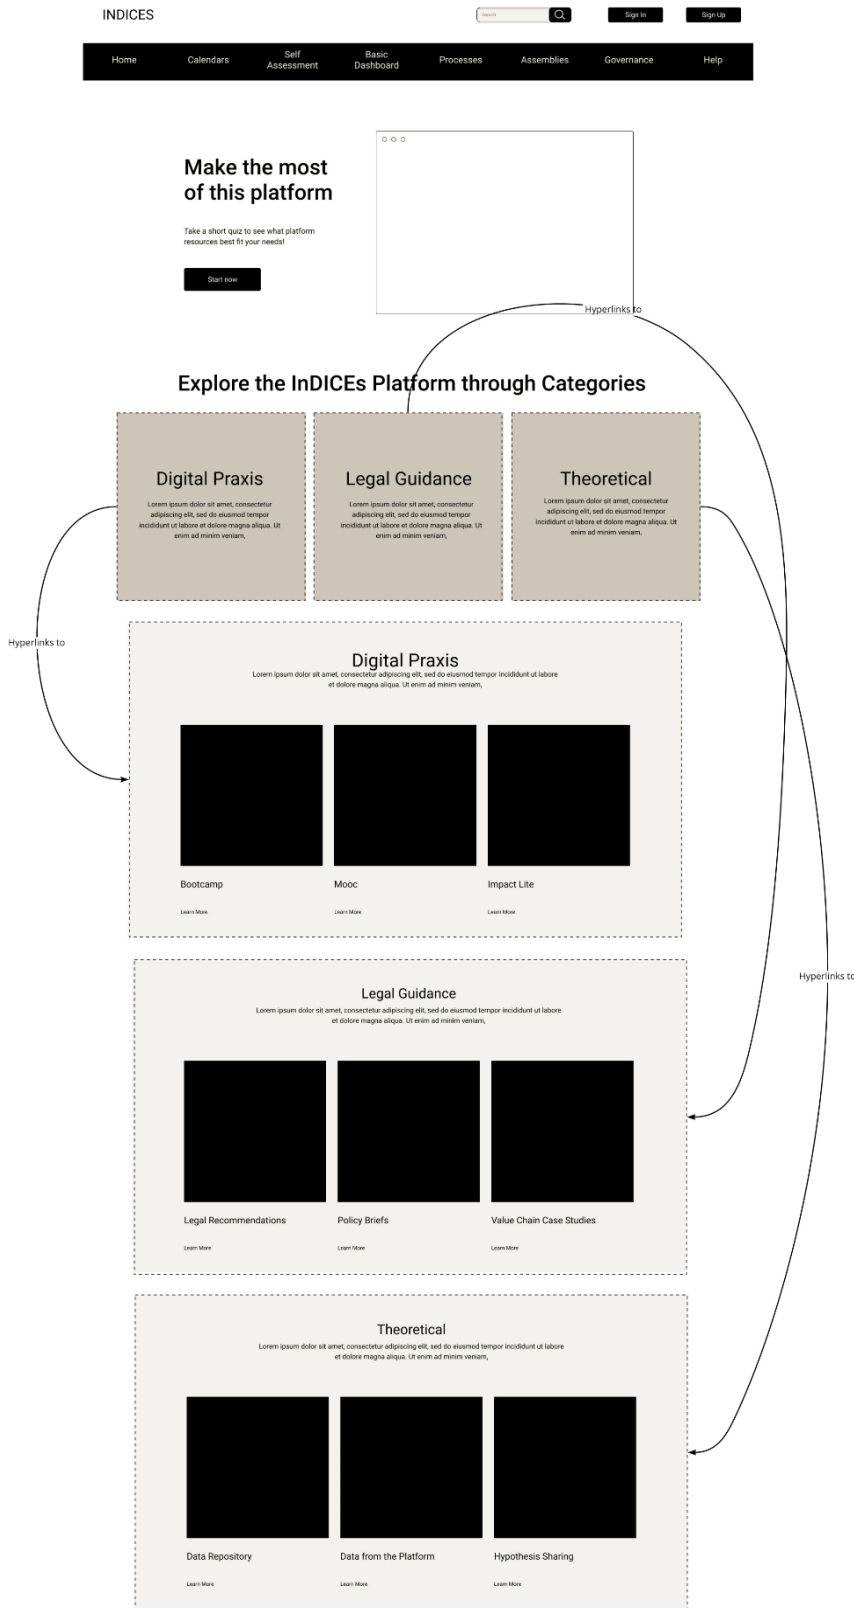 INDICES
Search
Sign In
Sign Up
Home
Calendars
Self
Assessment
Basic
Dashboard
Processes
Assemblies
Governance
Help
Make the most
of this platform
Take a short quiz to see what platform
resources best fit your needs!
Start now
Hyperlinks to
Explore the InDICEs Platform through Categories
Digital Praxis
Lorem ipsum dolor sit amet, consectetur
adipiscing elit, sed do eiusmod tempor
incididunt ut labore et dolore magna aliqua. Ut
enim ad minim veniam,
Legal Guidance
Lorem ipsum dolor sit amet, consectetur
adipiscing elit, sed do eiusmod tempor
incididunt ut labore et dolore magna aliqua. Ut
enim ad minim veniam,
Theoretical
Lorem ipsum dolor sit amet, consectetur
adipiscing elit, sed do eiusmod tempor
incididunt ut labore et dolore magna aliqua. Ut
enim ad minim veniam,
Hyperlinks to
Digital Praxis
Lorem ipsum dolor sit amet, consectetur adipiscing elit, sed do eiusmod tempor incididunt ut labore
et dolore magna aliqua. Ut enim ad minim veniam,
Bootcamp
Mooc
Impact Lite
Learn More
Learn More
Learn More
Hyperlinks to
Legal Guidance
Lorem ipsum dolor sit amet, consectetur adipiscing elit, sed do eiusmod tempor incididunt ut labore
et dolore magna aliqua. Ut enim ad minim veniam,
Legal Recommendations
Policy Briefs
Value Chain Case Studies
Learn More
Learn More
Learn More
Theoretical
Lorem ipsum dolor sit amet, consectetur adipiscing elit, sed do eiusmod tempor incididunt ut labore
et dolore magna aliqua. Ut enim ad minim veniam,
Data Repository
Data from the Platform
Hypothesis Sharing
Learn More
Learn More
Learn More